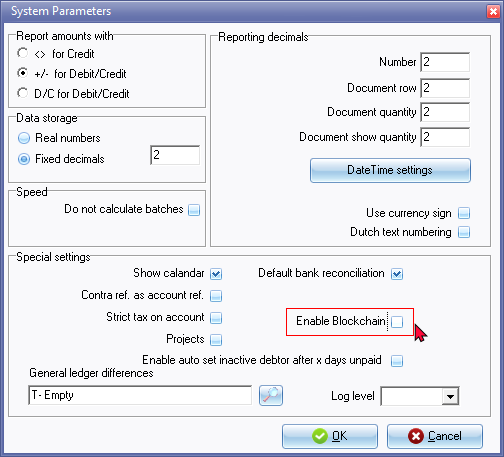 System Parameters
Report amounts with
<> for Credit
+/- for Debit/Credit
D/C for Debit/Credit
Data storage
Real numbers
Fixed decimals 2
Speed
Do not calculate batches
Reporting decimals
Number 2
Document row 2
Document quantity 2
Document show quantity 2
DateTime settings
Use currency sign
Dutch text numbering
Special settings
Show calandar
Default bank reconciliation
Contra ref. as account ref.
Strict tax on account
Enable Blockchain
Projects
Enable auto set inactive debtor after x days unpaid
General ledger differences
T- Empty
Log level
OK
Cancel